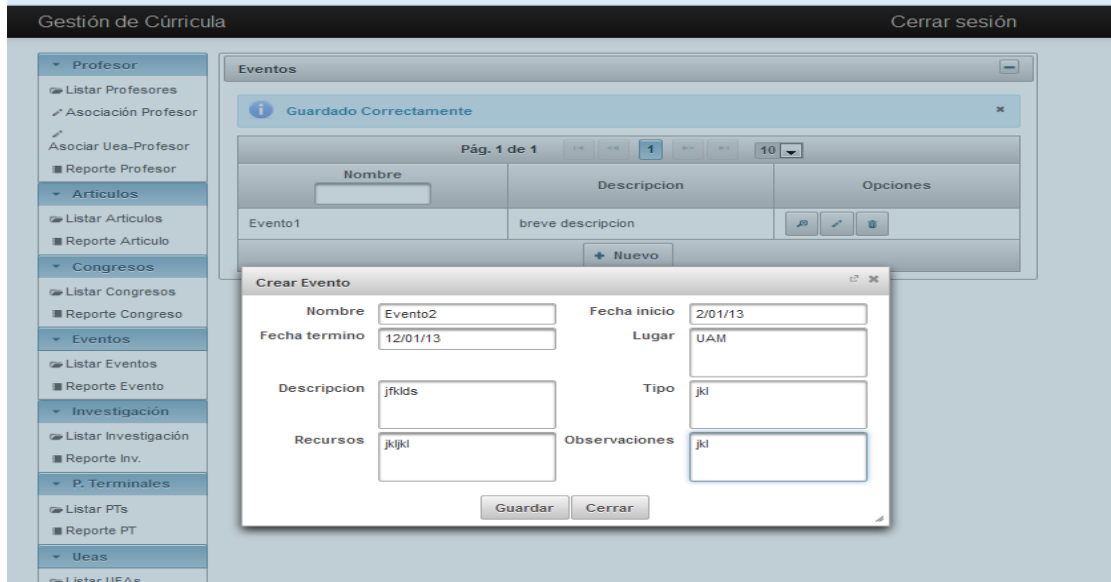 Gestión de Cúrricula
Cerrar sesión
Profesor
Listar Profesores
Asociación Profesor
Asociar Uea-Profesor
Reporte Profesor
Articulos
Listar Articulos
Reporte Articulo
Congresos
Listar Congresos
Reporte Congreso
Eventos
Listar Eventos
Reporte Evento
Investigación
Listar Investigación
Reporte Inv.
P. Terminales
Listar PTs
Reporte PT
Ueas
Listar UEAs
Eventos
Guardado Correctamente
Pág. 1 de 1 1 10
Nombre Descripcion Opciones
Evento1 breve descripcion
+ Nuevo
Crear Evento
Nombre Evento2 Fecha inicio 2/01/13
Fecha termino 12/01/13 Lugar UAM
Descripcion jfklds Tipo jkl
Recursos jkljkl Observaciones jkl
Guardar Cerrar